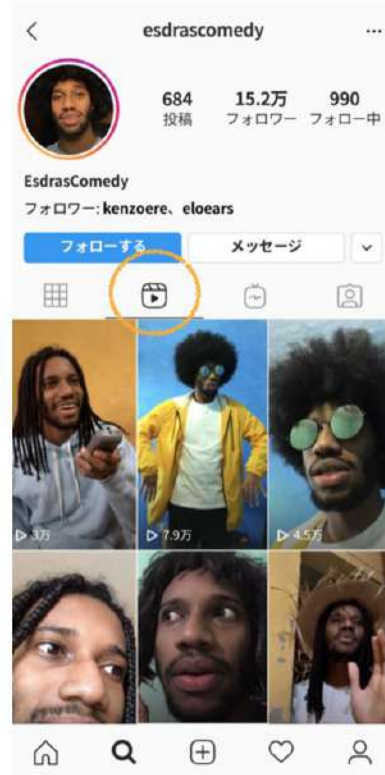 esdrascomedy
684 15.2万 990
投稿 フォロワー フォロー中
EsdrasComedy
フォロワー: kenzoere、eloears
フォローする メッセージ
3万 7.9万 4.5万